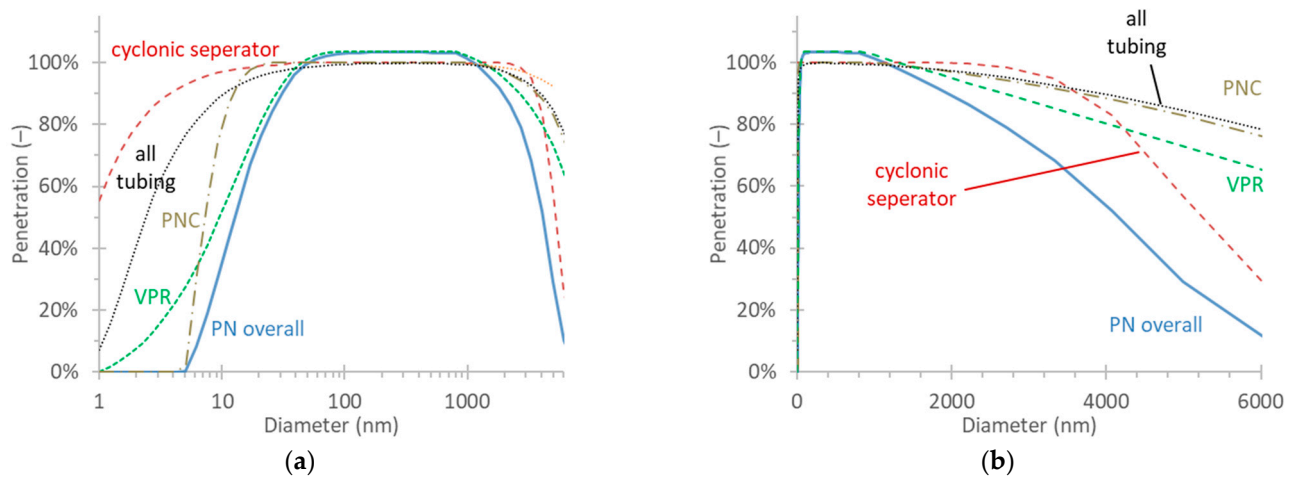 cyclonic seperator
all
tubing
PNC
VPR
PN overall
Penetration (–)
100%
80%
60%
40%
20%
0%
1
10
100
1000
Diameter (nm)
(a)
all
tubing
PNC
cyclonic
seperator
VPR
PN overall
Penetration (–)
100%
80%
60%
40%
20%
0%
0
2000
4000
6000
Diameter (nm)
(b)